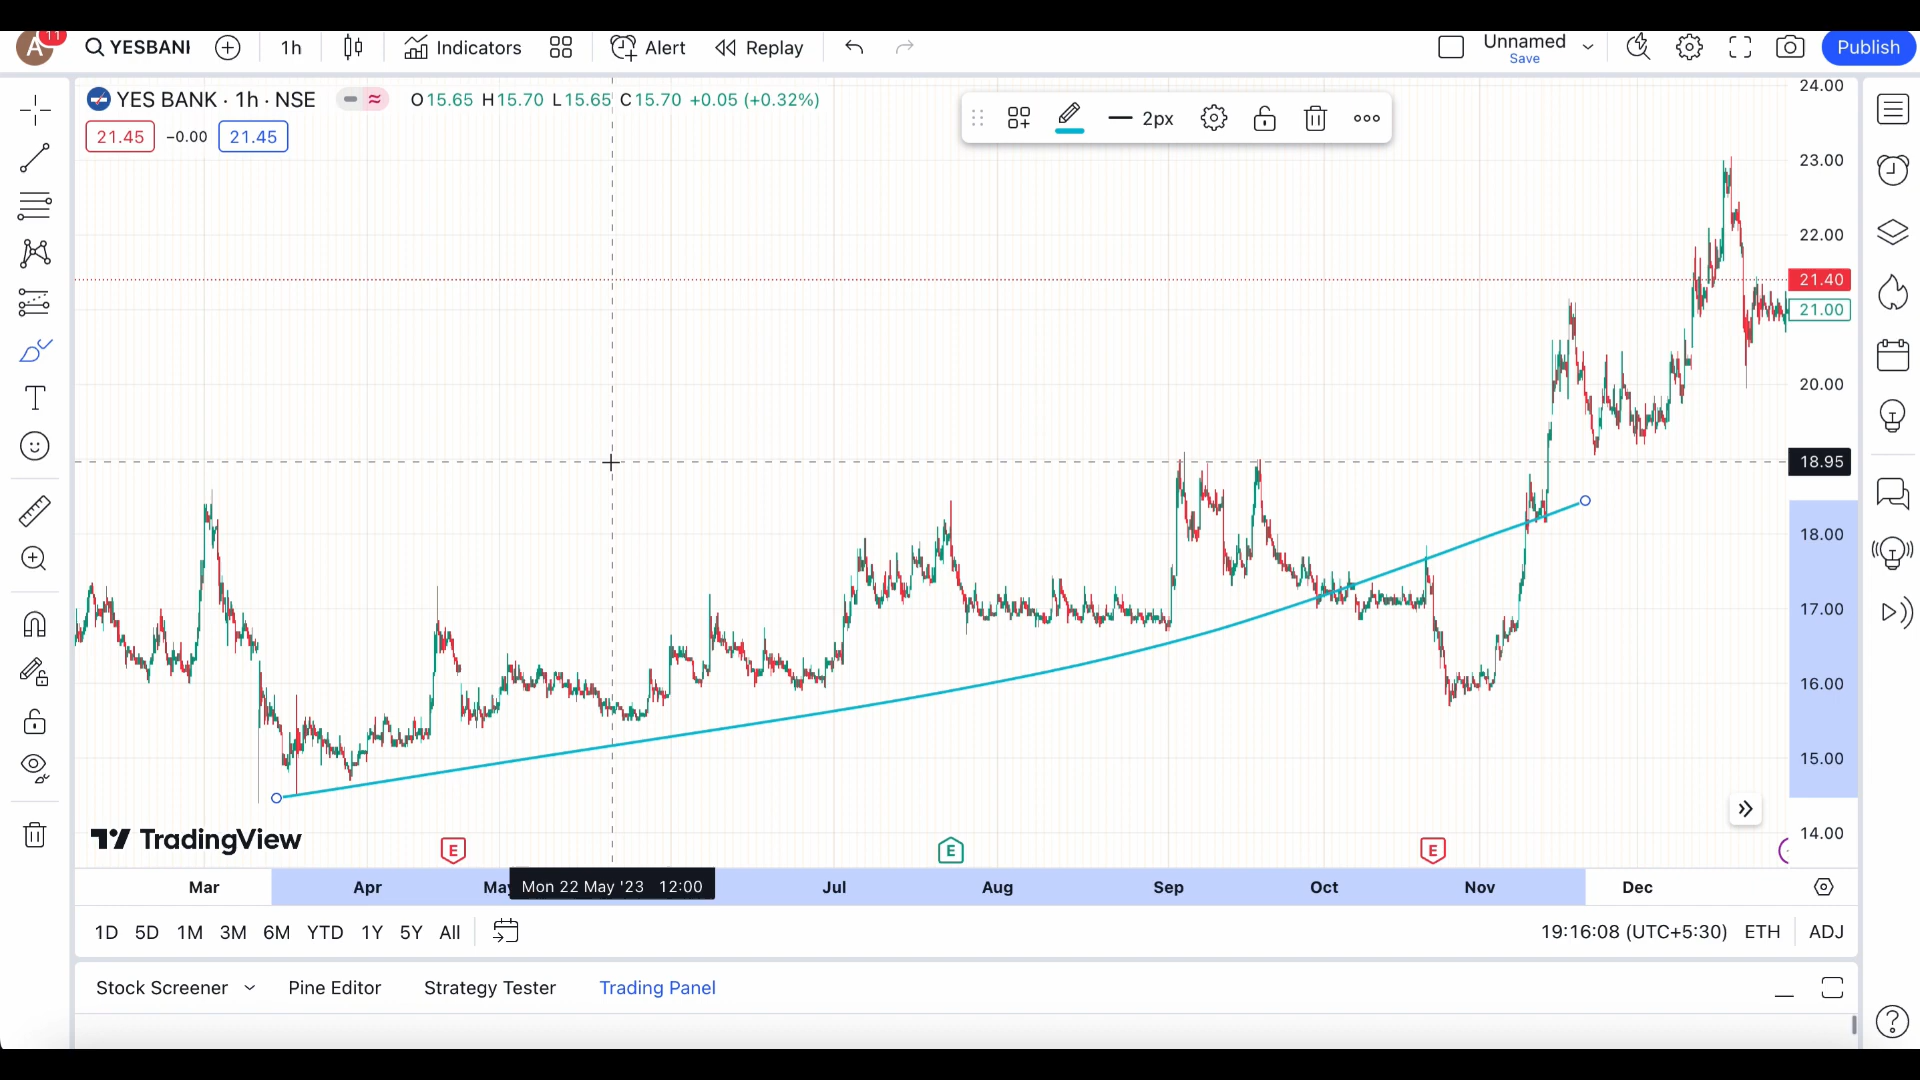 A 11 YESBANI 1h Indicators Alert Replay Unnamed Save Publish
YES BANK · 1h · NSE O15.65 H15.70 L15.65 C15.70 +0.05 (+0.32%)
21.45 −0.00 21.45
2px
24.00
23.00
22.00
21.40
21.00
20.00
18.95
18.00
17.00
16.00
15.00
14.00
TradingView
E E E
Mar Apr May Mon 22 May '23 12:00 Jul Aug Sep Oct Nov Dec
1D 5D 1M 3M 6M YTD 1Y 5Y All 19:16:08 (UTC+5:30) ETH ADJ
Stock Screener Pine Editor Strategy Tester Trading Panel